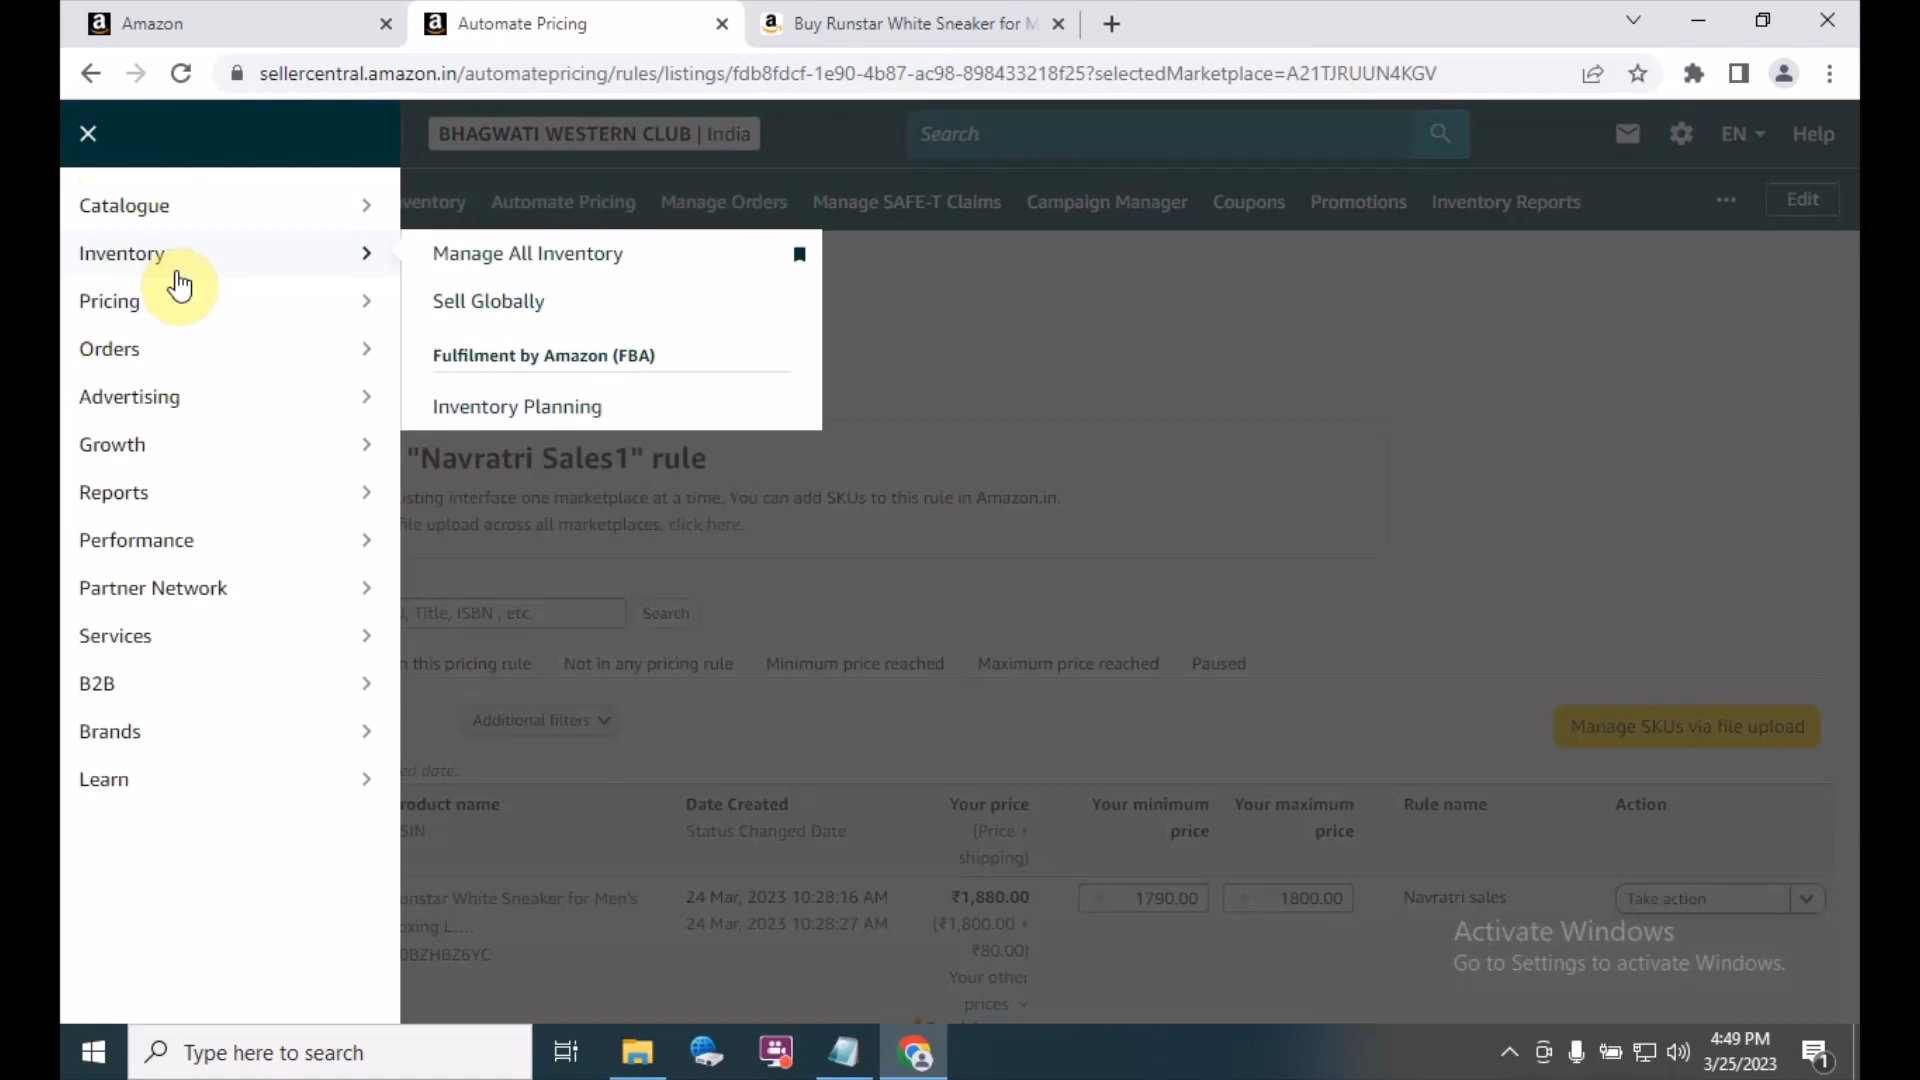 Amazon
Automate Pricing
Buy Runstar White Sneaker for M
sellercentral.amazon.in/automatepricing/rules/listings/fdb8fdcf-1e90-4b87-ac98-898433218f25?selectedMarketplace=A21TJRUUN4KGV
BHAGWATI WESTERN CLUB | India
Search
EN
Help
Catalogue
Inventory
Pricing
Orders
Advertising
Growth
Reports
Performance
Partner Network
Services
B2B
Brands
Learn
ventory
Automate Pricing
Manage Orders
Manage SAFE-T Claims
Campaign Manager
Coupons
Promotions
Inventory Reports
Edit
Manage All Inventory
Sell Globally
Fulfilment by Amazon (FBA)
Inventory Planning
"Navratri Sales1" rule
sting interface one marketplace at a time. You can add SKUs to this rule in Amazon.in.
file upload across all marketplaces, click here.
, Title, ISBN , etc.
Search
n this pricing rule
Not in any pricing rule
Minimum price reached
Maximum price reached
Paused
Additional filters
Manage SKUs via file upload
ed date.
roduct name
SIN
Date Created
Status Changed Date
Your price
(Price +
shipping)
Your minimum
price
Your maximum
price
Rule name
Action
unstar White Sneaker for Men's
oxing L....
0BZHBZ6YC
24 Mar, 2023 10:28:16 AM
24 Mar, 2023 10:28:27 AM
₹1,880.00
(₹1,800.00 +
₹80.00)
Your other
prices
1790.00
1800.00
Navratri sales
Take action
Activate Windows
Go to Settings to activate Windows.
Type here to search
4:49 PM
3/25/2023
1